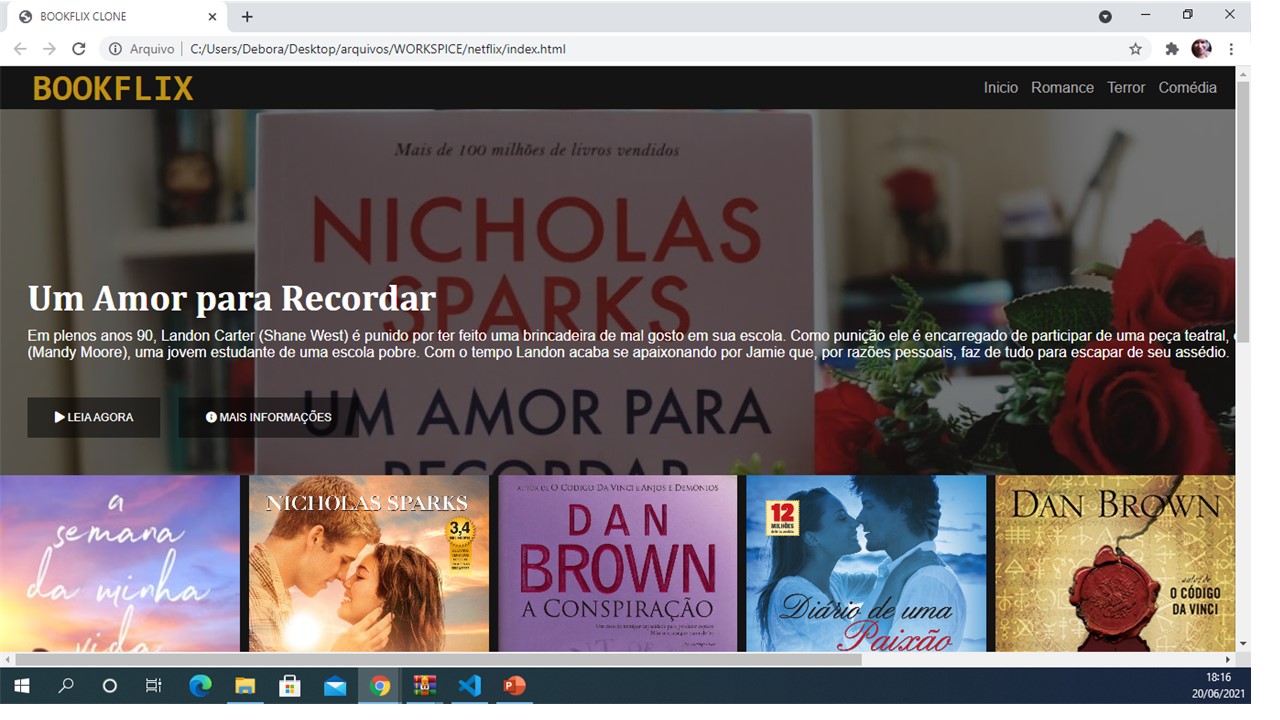 BOOKFLIX CLONE
Arquivo
C:/Users/Debora/Desktop/arquivos/WORKSPICE/netflix/index.html
BOOKFLIX
Inicio Romance Terror Comédia
Mais de 100 milhões de livros vendidos
NICHOLAS
SPARKS
Um Amor para Recordar
Em plenos anos 90, Landon Carter (Shane West) é punido por ter feito uma brincadeira de mal gosto em sua escola. Como punição ele é encarregado de participar de uma peça teatral,
(Mandy Moore), uma jovem estudante de uma escola pobre. Com o tempo Landon acaba se apaixonando por Jamie que, por razões pessoais, faz de tudo para escapar de seu assédio.
UM AMOR PARA
RECORDAR
LEIA AGORA
MAIS INFORMAÇÕES
a
semana
da minha
vida
NICHOLAS SPARKS
3,4
AUTOR DE O CÓDIGO DA VINCI E ANJOS E DEMÔNIOS
DAN
BROWN
A CONSPIRAÇÃO
12
MILHÕES
Diário de uma
Paixão
DAN BROWN
autor de
O CÓDIGO
DA VINCI
18:16
20/06/2021